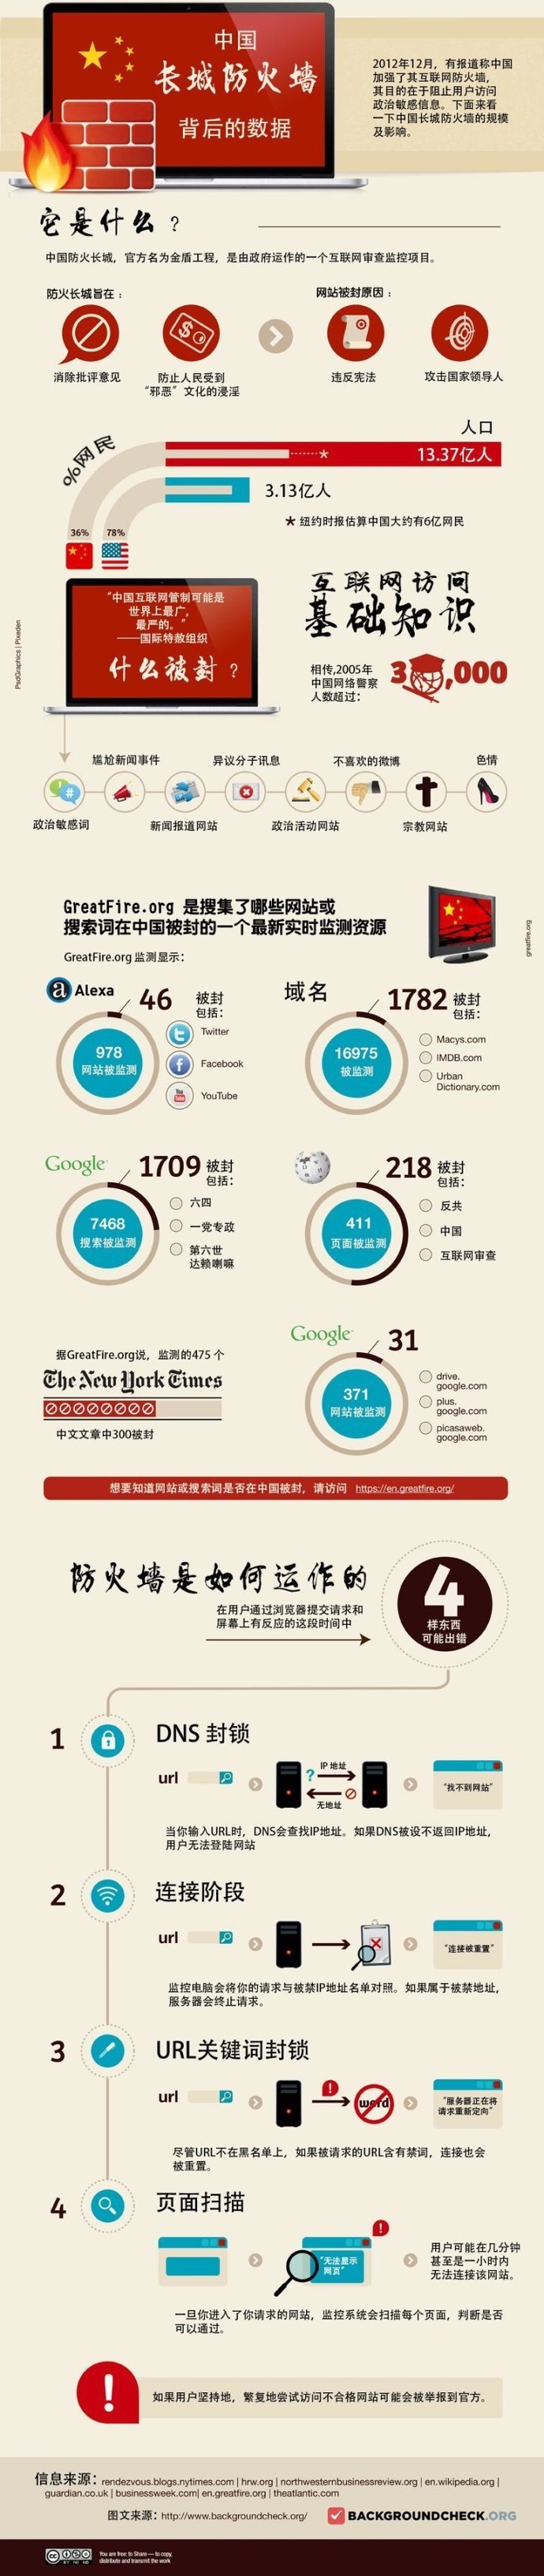 中国
长城防火墙
背后的数据
2012年12月，有报道称中国
加强了其互联网防火墙，
其目的在于阻止用户访问
政治敏感信息。下面来看
一下中国长城防火墙的规模
及影响。
它是什么？
中国防火长城，官方名为金盾工程，是由政府运作的一个互联网审查监控项目。
防火长城旨在：
消除批评意见
防止人民受到
“邪恶”文化的浸淫
网站被封原因：
违反宪法
攻击国家领导人
人口
%网民
13.37亿人
3.13亿人
36%
78%
* 纽约时报估算中国大约有6亿网民
“中国互联网管制可能是
世界上最广，
最严的。”
——国际特赦组织
什么被封？
PsdGraphics | Pixeden
互联网访问
基础知识
相传,2005年
中国网络警察
人数超过：
3,000
尴尬新闻事件
异议分子讯息
不喜欢的微博
色情
#
政治敏感词
新闻报道网站
政治活动网站
宗教网站
GreatFire.org 是搜集了哪些网站或
搜索词在中国被封的一个最新实时监测资源
GreatFire.org 监测显示：
greatfire.org
a Alexa
46 被封
包括：
978
网站被监测
Twitter
Facebook
YouTube
域名
1782 被封
包括：
16975
被监测
Macys.com
IMDB.com
Urban
Dictionary.com
Google
1709 被封
包括：
7468
搜索被监测
六四
一党专政
第六世
达赖喇嘛
218 被封
包括：
411
页面被监测
反共
中国
互联网审查
据GreatFire.org说，监测的475 个
The New York Times
中文文章中300被封
Google
31
371
网站被监测
drive.
google.com
plus.
google.com
picasaweb.
google.com
想要知道网站或搜索词是否在中国被封，请访问 https://en.greatfire.org/
防火墙是如何运作的
在用户通过浏览器提交请求和
屏幕上有反应的这段时间中
4
样东西
可能出错
1
DNS 封锁
url
IP 地址
?
无地址
“找不到网站”
当你输入URL时，DNS会查找IP地址。如果DNS被设不返回IP地址，
用户无法登陆网站
2
连接阶段
url
“连接被重置”
监控电脑会将你的请求与被禁IP地址名单对照。如果属于被禁地址，
服务器会终止请求。
3
URL关键词封锁
url
!
word
“服务器正在将
请求重新定向”
尽管URL不在黑名单上，如果被请求的URL含有禁词，连接也会
被重置。
4
页面扫描
!
“无法显示
网页”
用户可能在几分钟
甚至是一小时内
无法连接该网站。
一旦你进入了你请求的网站，监控系统会扫描每个页面，判断是否
可以通过。
!
如果用户坚持地，繁复地尝试访问不合格网站可能会被举报到官方。
信息来源：rendezvous.blogs.nytimes.com | hrw.org | northwesternbusinessreview.org | en.wikipedia.org |
guardian.co.uk | businessweek.com| en.greatfire.org | theatlantic.com
图文来源：http://www.backgroundcheck.org/
BACKGROUNDCHECK.ORG
You are free to Share — to copy,
distribute and transmit the work